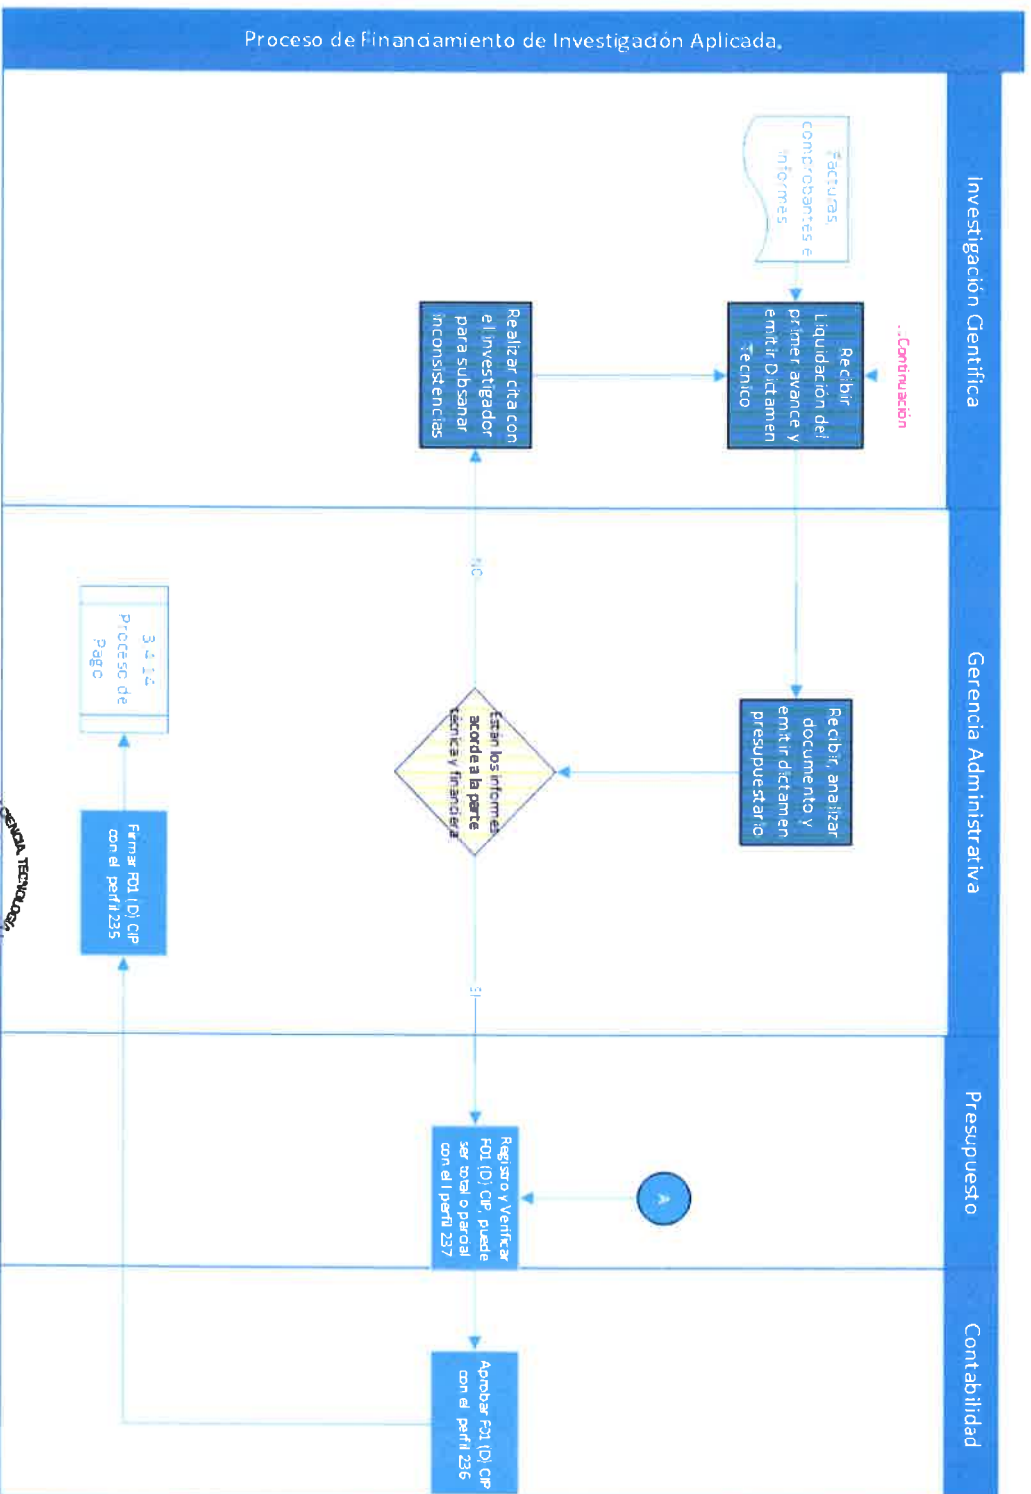 Proceso de Financiamiento de Investigación Aplicada.
Investigación Científica
Gerencia Administrativa
Presupuesto
Contabilidad
...Continuación
Facturas,
comprobantes e
informes
Recibir
Liquidación del
primer avance y
emitir Dictamen
Tecnico
Recibir, analizar
documento y
emitir dictamen
presupuestario
Realizar cita con
el investigador
para subsanar
inconsistencias
NO
Están los informes
acorde a la parte
técnica y financiera
SI
A
Registro y Verificar
F01 (D) CIP, puede
ser total o parcial
con el l perfil 237
Aprobar F01 (D) CIP
con el perfil 236
Firmar F01 (D) CIP
con el perfil 235
Proceso de
Pago
CIENCIA, TECNOLOGÍA